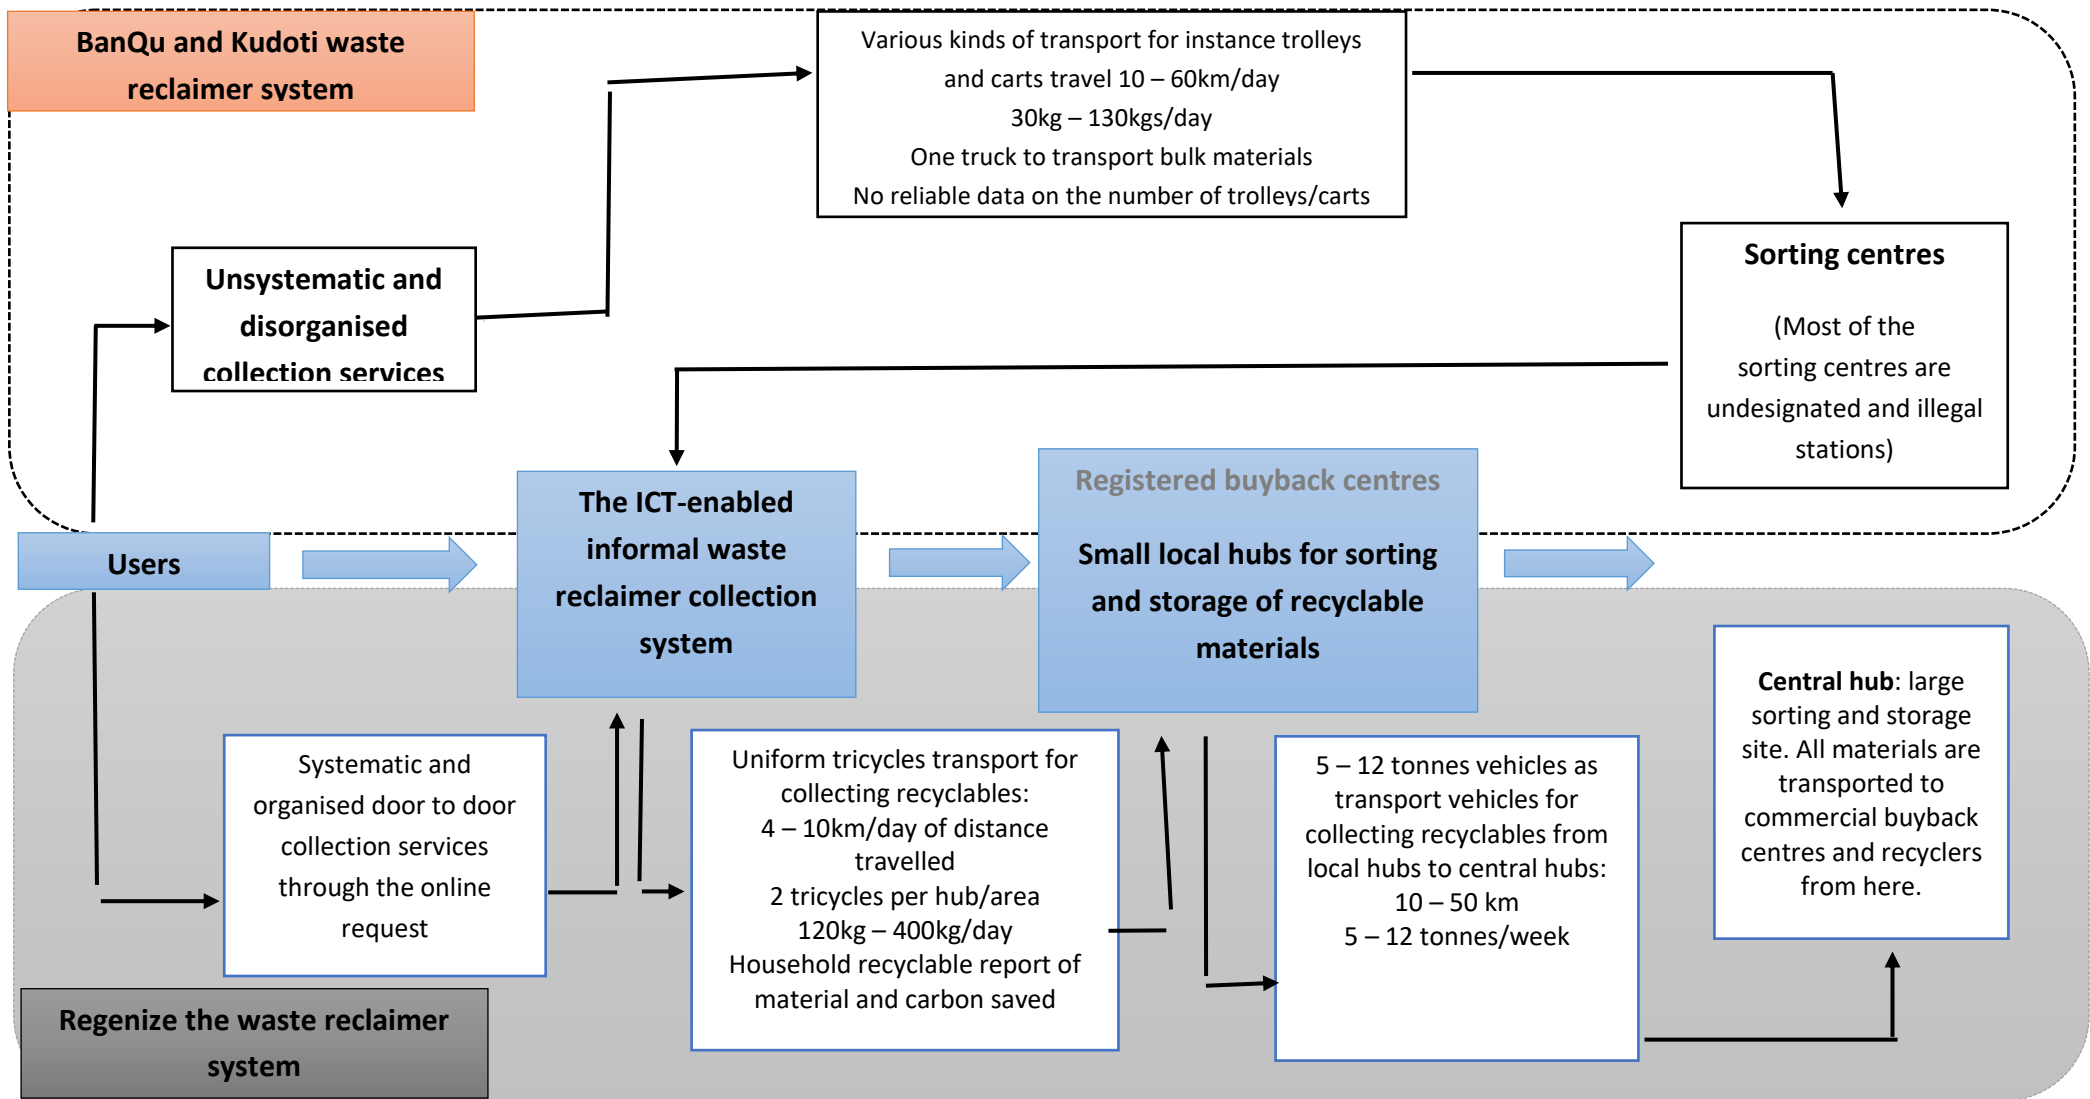 BanQu and Kudoti waste
reclaimer system
Various kinds of transport for instance trolleys
and carts travel 10 – 60km/day
30kg – 130kgs/day
One truck to transport bulk materials
No reliable data on the number of trolleys/carts
Unsystematic and
disorganised
collection services
Sorting centres
(Most of the
sorting centres are
undesignated and illegal
stations)
Users
The ICT-enabled
informal waste
reclaimer collection
system
Registered buyback centres
Small local hubs for sorting
and storage of recyclable
materials
Systematic and
organised door to door
collection services
through the online
request
Uniform tricycles transport for
collecting recyclables:
4 – 10km/day of distance
travelled
2 tricycles per hub/area
120kg – 400kg/day
Household recyclable report of
material and carbon saved
5 – 12 tonnes vehicles as
transport vehicles for
collecting recyclables from
local hubs to central hubs:
10 – 50 km
5 – 12 tonnes/week
Central hub: large
sorting and storage
site. All materials are
transported to
commercial buyback
centres and recyclers
from here.
Regenize the waste reclaimer
system